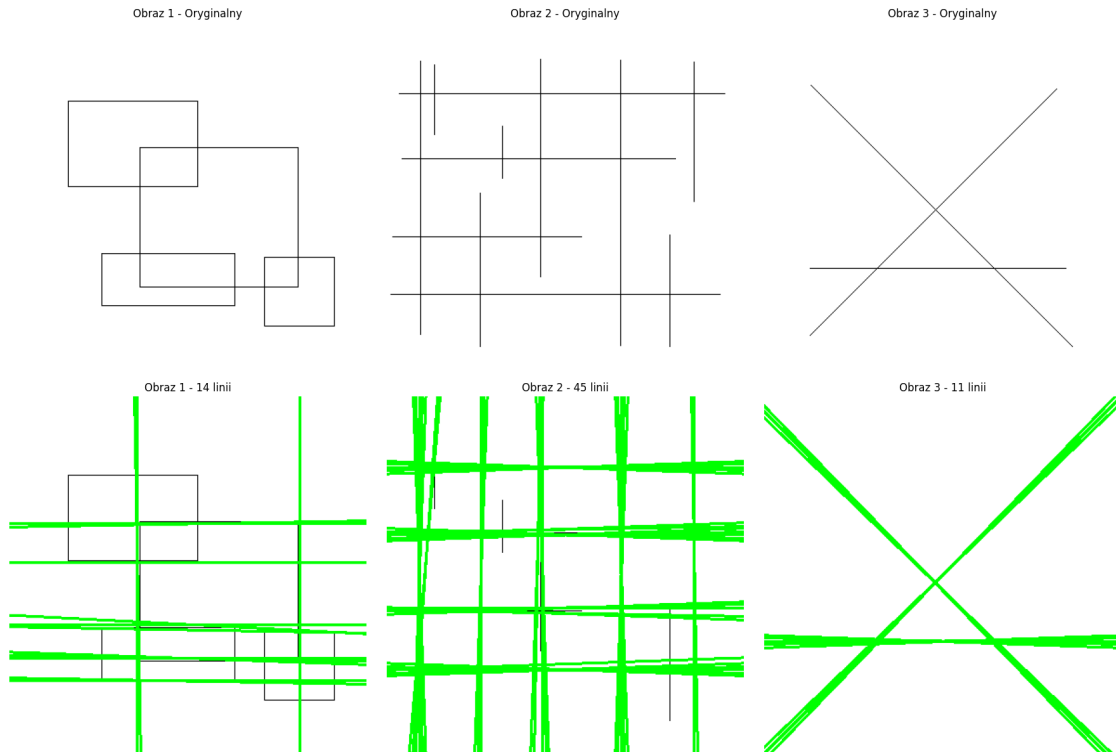 Obraz 1 - Oryginalny
Obraz 2 - Oryginalny
Obraz 3 - Oryginalny
Obraz 1 - 14 linii
Obraz 2 - 45 linii
Obraz 3 - 11 linii